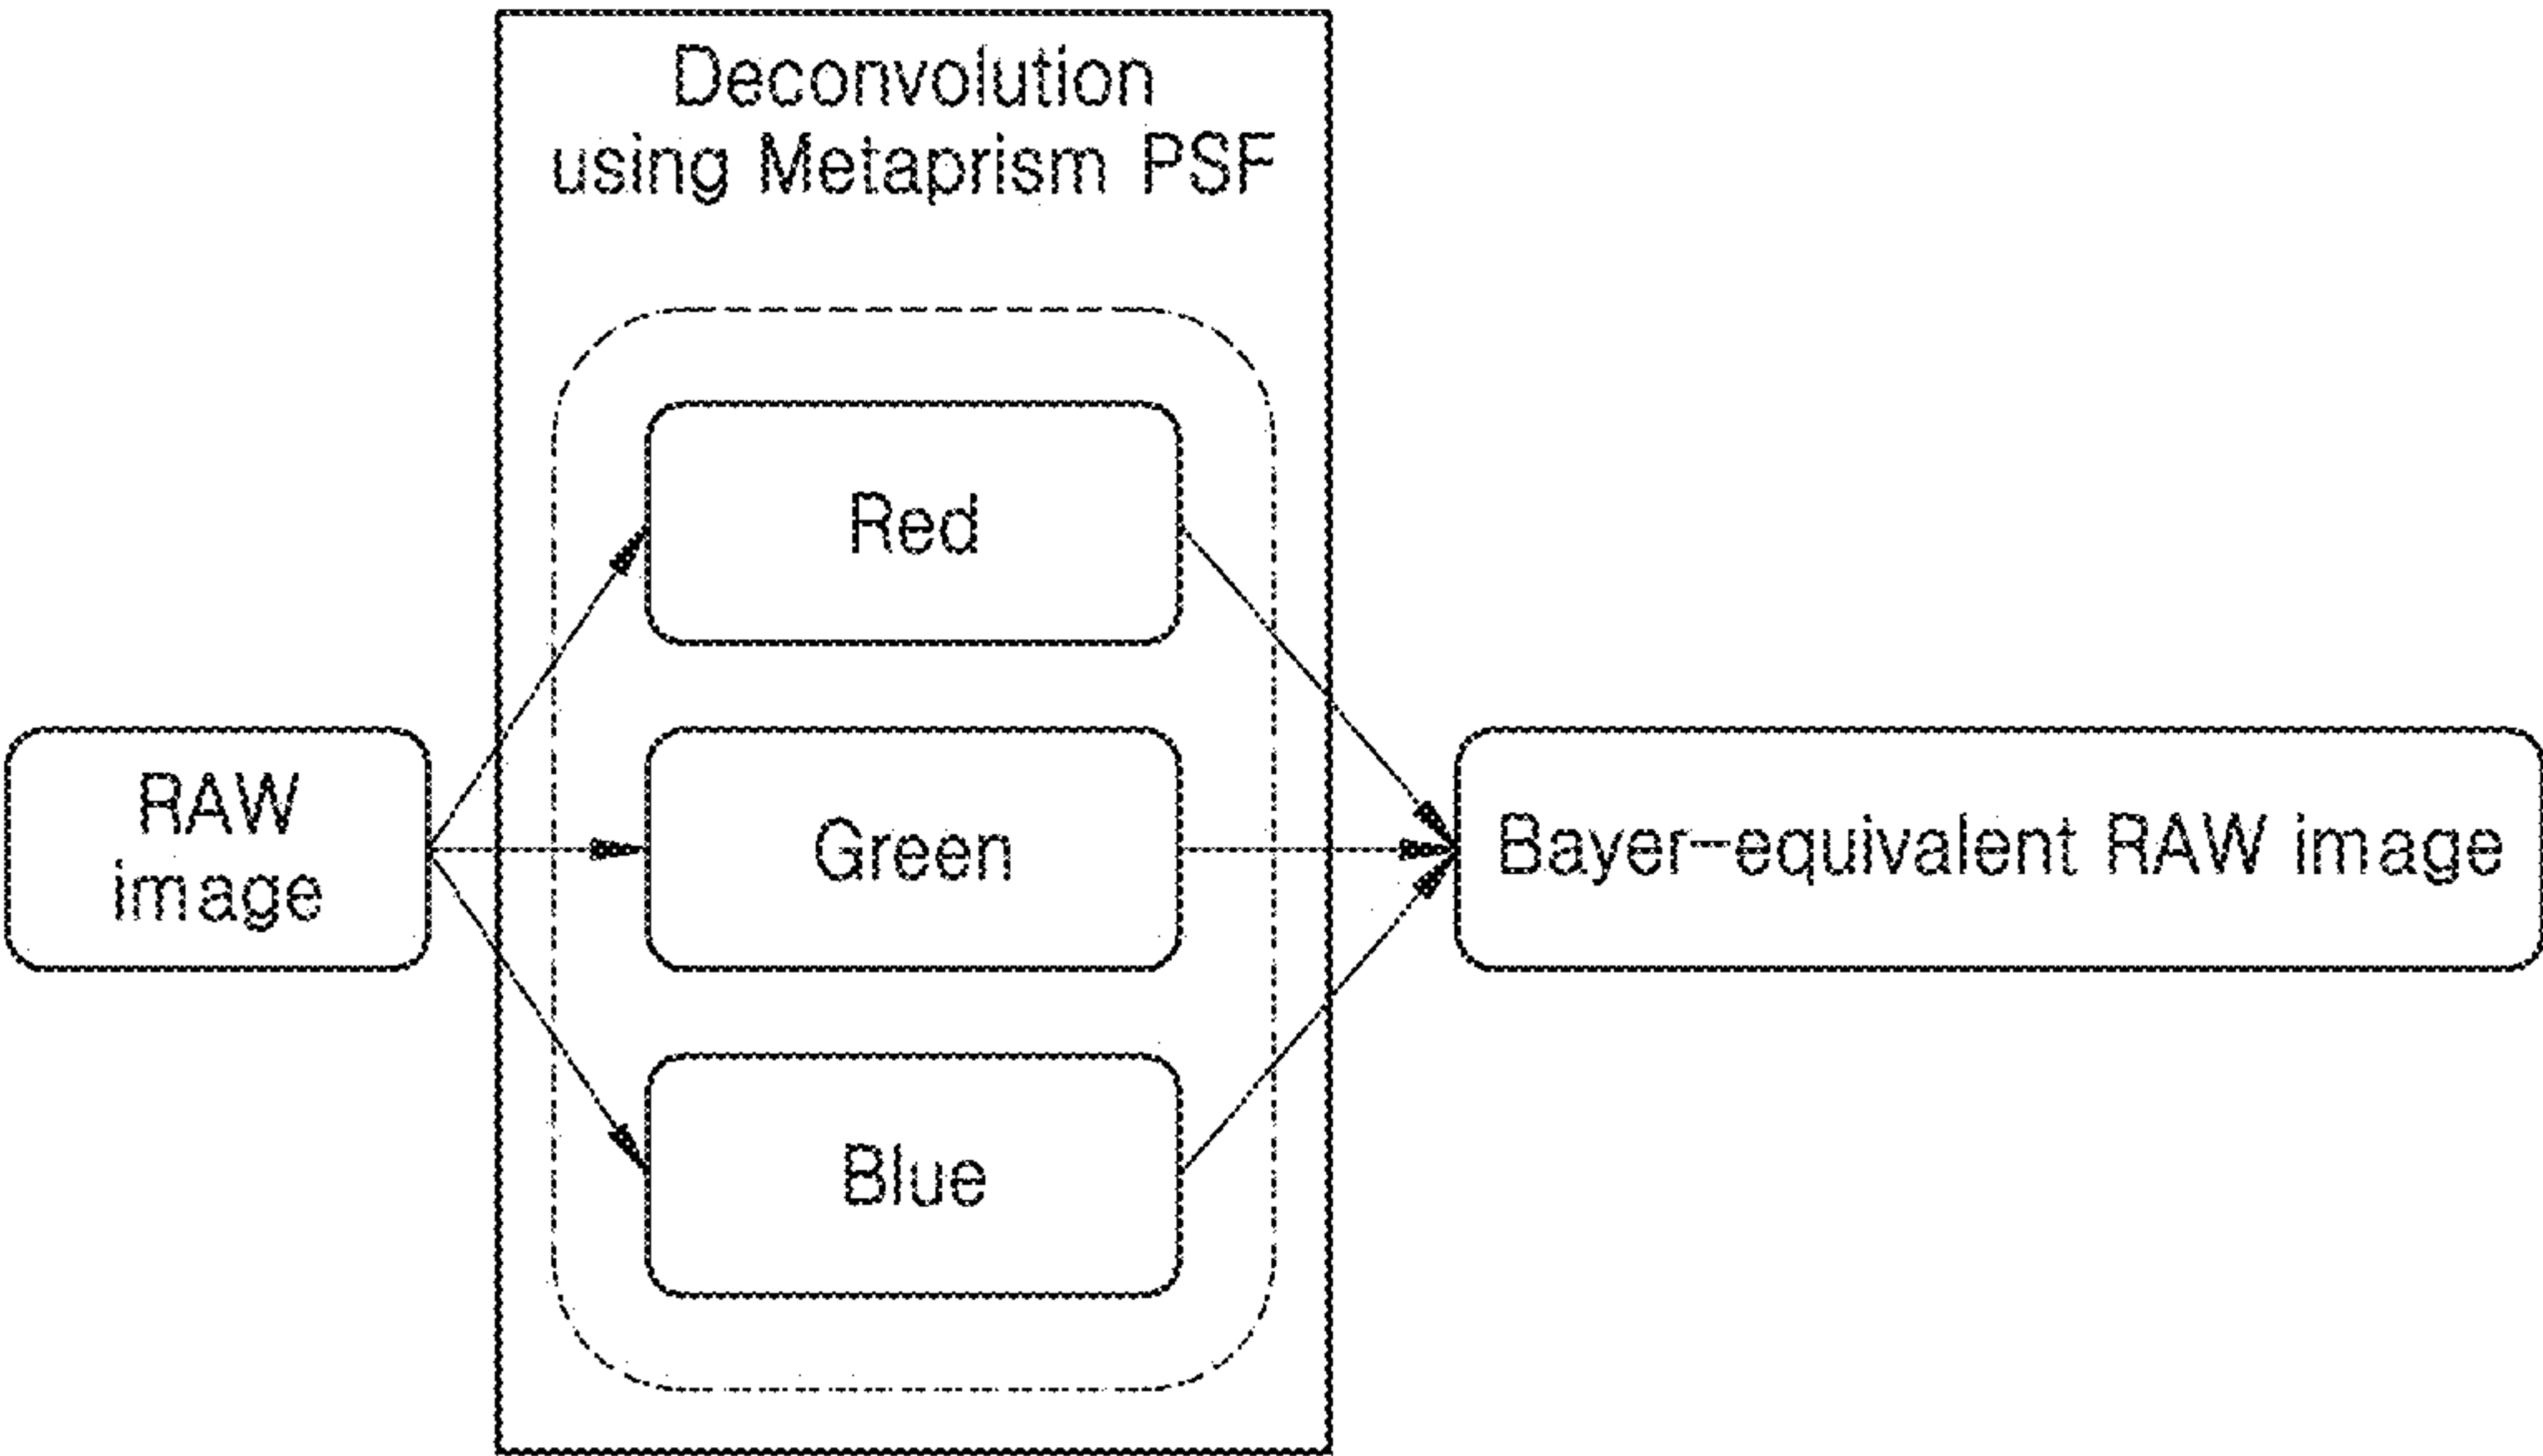 Deconvolution
using Metaprism PSF
Red
RAW
image
Green
Bayer-equivalent RAW image
Blue